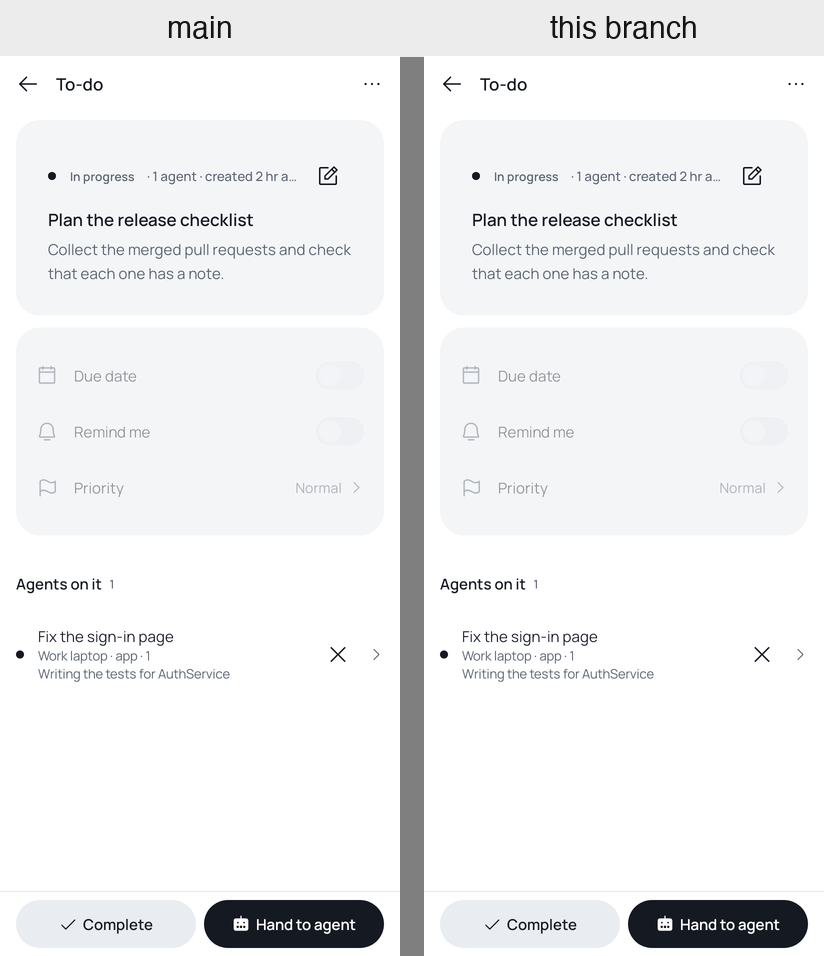 main
this branch
To-do
In progress · 1 agent · created 2 hr a...
Plan the release checklist
Collect the merged pull requests and check
that each one has a note.
Due date
Remind me
Priority Normal
Agents on it 1
Fix the sign-in page
Work laptop · app · 1
Writing the tests for AuthService
Complete
Hand to agent
To-do
In progress · 1 agent · created 2 hr a...
Plan the release checklist
Collect the merged pull requests and check
that each one has a note.
Due date
Remind me
Priority Normal
Agents on it 1
Fix the sign-in page
Work laptop · app · 1
Writing the tests for AuthService
Complete
Hand to agent